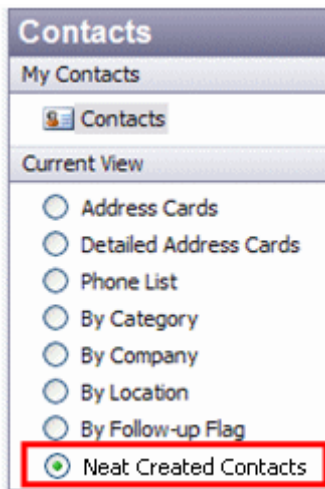 Contacts
My Contacts
Contacts
Current View
Address Cards
Detailed Address Cards
Phone List
By Category
By Company
By Location
By Follow-up Flag
Neat Created Contacts